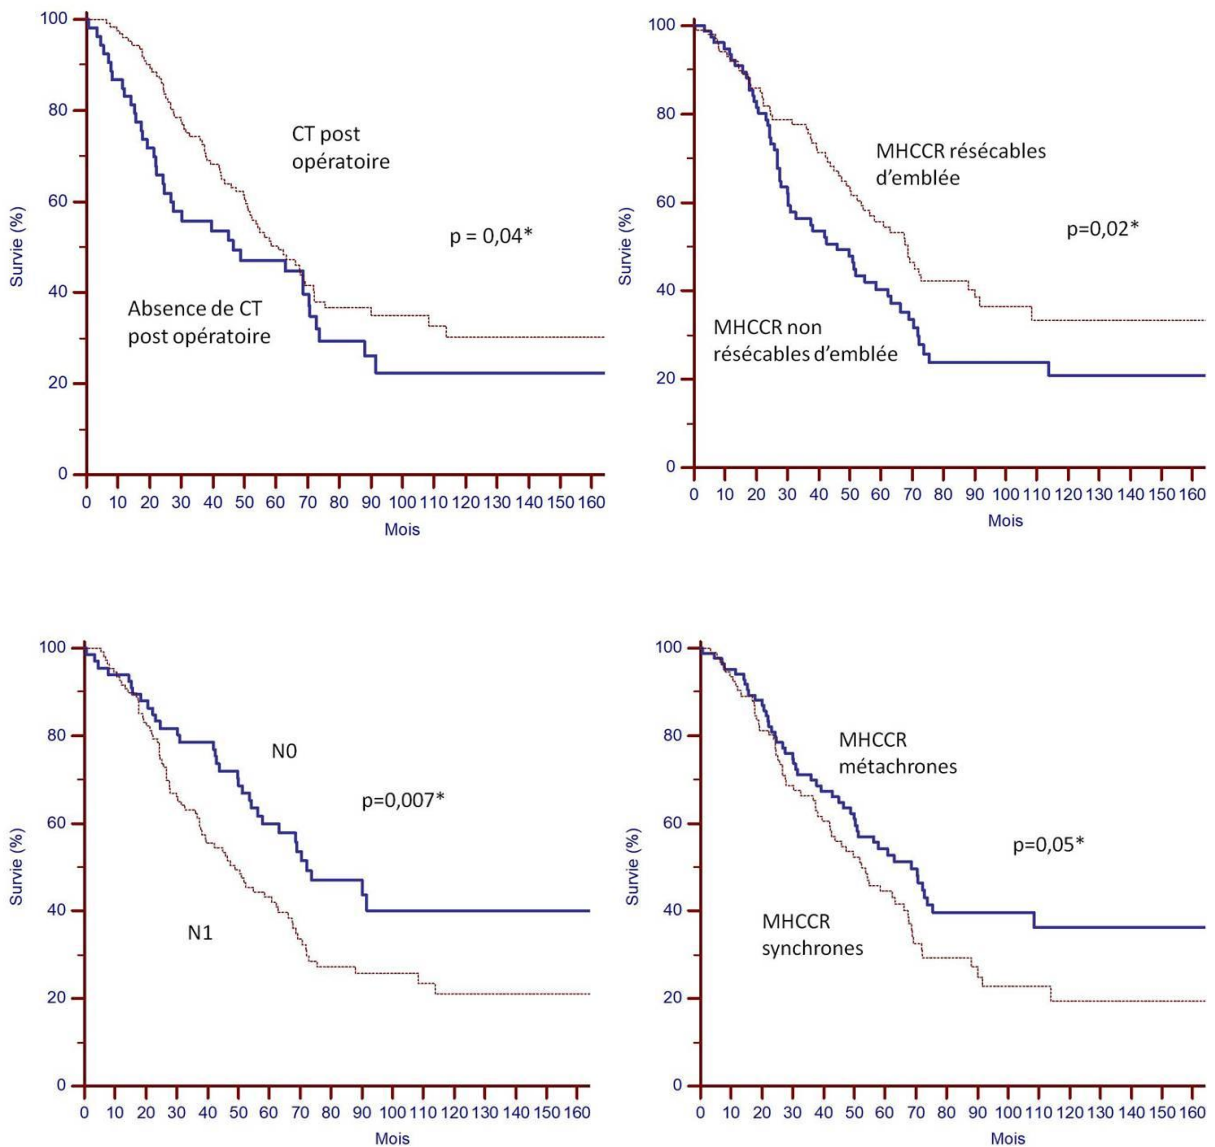 100
80
60
40
20
0
Survie (%)
CT post
opératoire
p = 0,04*
Absence de CT
post opératoire
0 10 20 30 40 50 60 70 80 90 100 110 120 130 140 150 160
Mois
100
80
60
40
20
0
Survie (%)
MHCCR résécables
d'emblée
p=0,02*
MHCCR non
résécables d'emblée
0 10 20 30 40 50 60 70 80 90 100 110 120 130 140 150 160
Mois
100
80
60
40
20
0
Survie (%)
N0
p=0,007*
N1
0 10 20 30 40 50 60 70 80 90 100 110 120 130 140 150 160
Mois
100
80
60
40
20
0
Survie (%)
MHCCR
métachrones
p=0,05*
MHCCR
synchrones
0 10 20 30 40 50 60 70 80 90 100 110 120 130 140 150 160
Mois